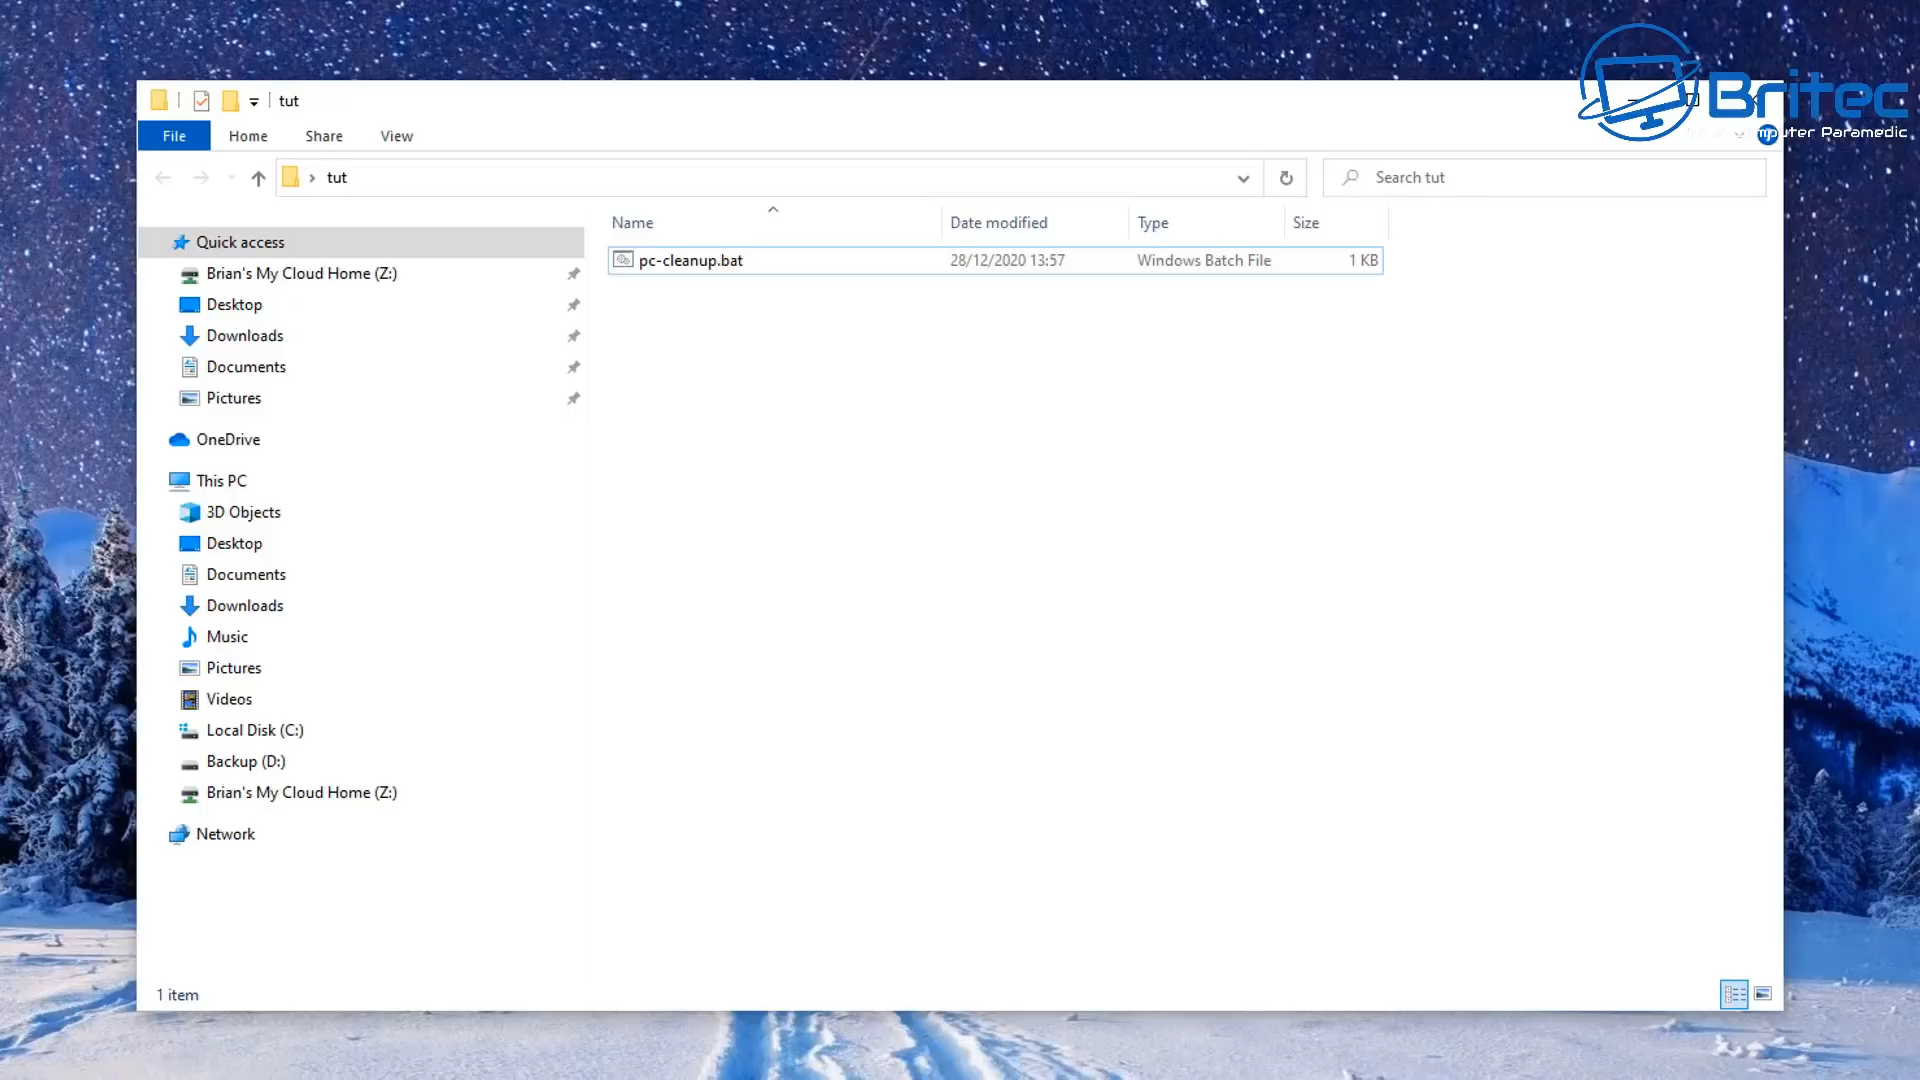 tut
Britec
mputer Paramedic
File Home Share View
tut
Search tut
Name Date modified Type Size
pc-cleanup.bat 28/12/2020 13:57 Windows Batch File 1 KB
Quick access
Brian's My Cloud Home (Z:)
Desktop
Downloads
Documents
Pictures
OneDrive
This PC
3D Objects
Desktop
Documents
Downloads
Music
Pictures
Videos
Local Disk (C:)
Backup (D:)
Brian's My Cloud Home (Z:)
Network
1 item